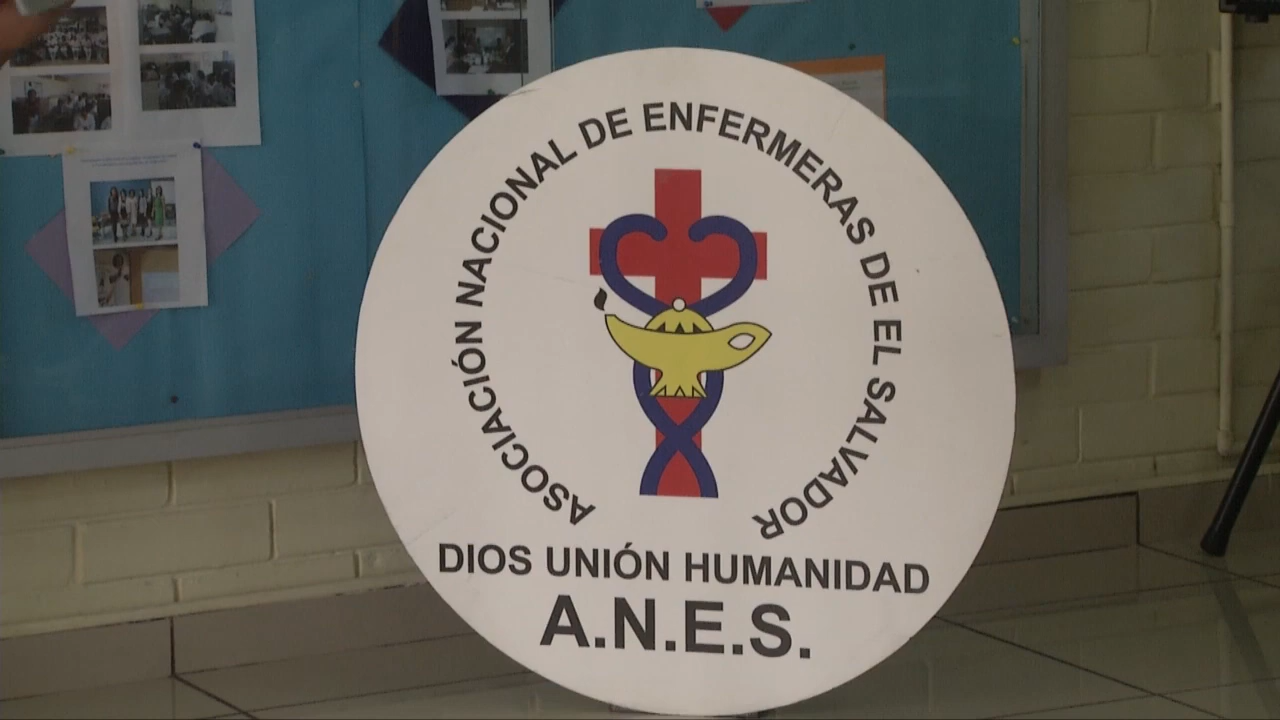 ASOCIACIÓN NACIONAL DE ENFERMERAS DE EL SALVADOR
DIOS UNIÓN HUMANIDAD
A.N.E.S.